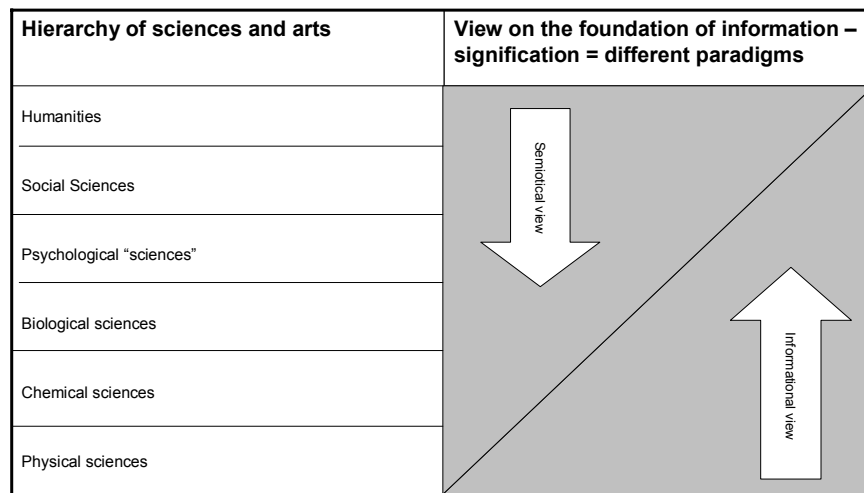 Hierarchy of sciences and arts
View on the foundation of information –
signification = different paradigms
Humanities
Social Sciences
Psychological “sciences”
Biological sciences
Chemical sciences
Physical sciences
Semiotical view
Informational view